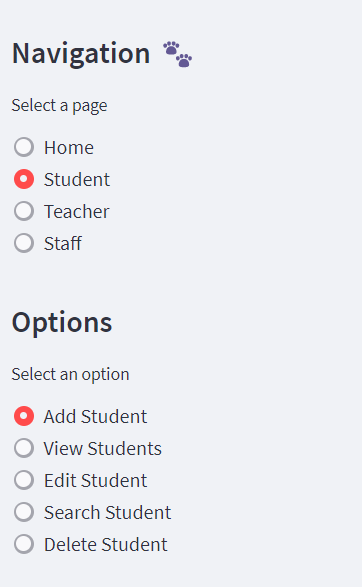 Navigation 🐾
Select a page
Home
Student
Teacher
Staff
Options
Select an option
Add Student
View Students
Edit Student
Search Student
Delete Student